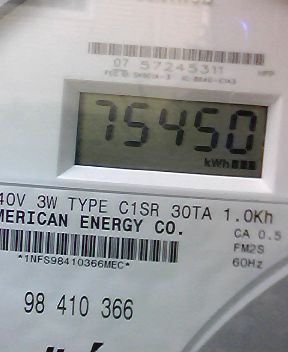 07 57245311
75450
kWh
40V 3W TYPE C1SR 30TA 1.0Kh
MERICAN ENERGY CO.
CA 0.5
FM2S
*1NFS98410366MEC*
60Hz
98 410 366